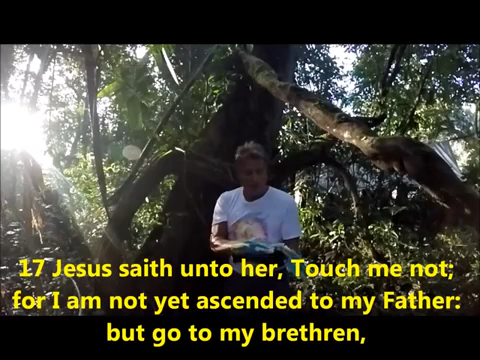 17 Jesus saith unto her, Touch me not;
for I am not yet ascended to my Father:
but go to my brethren,